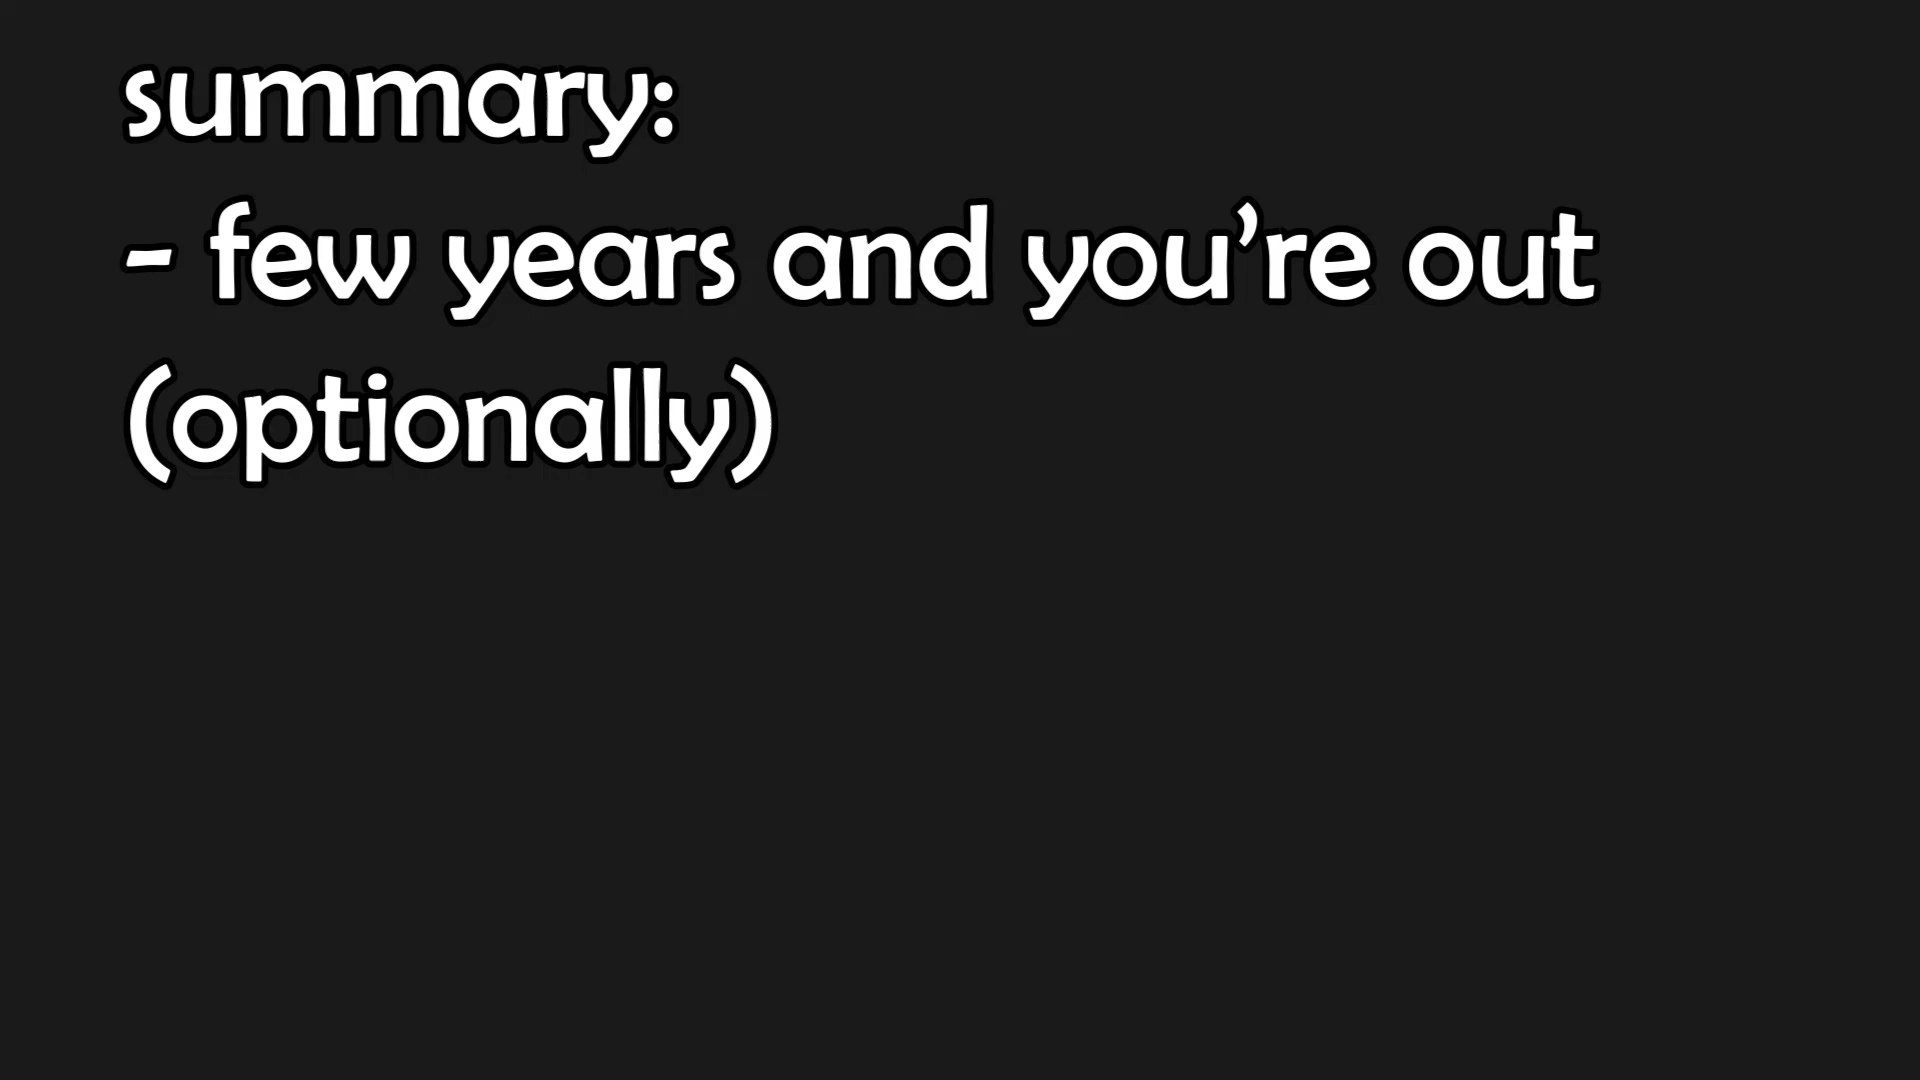 summary:
- few years and you’re out
(optionally)